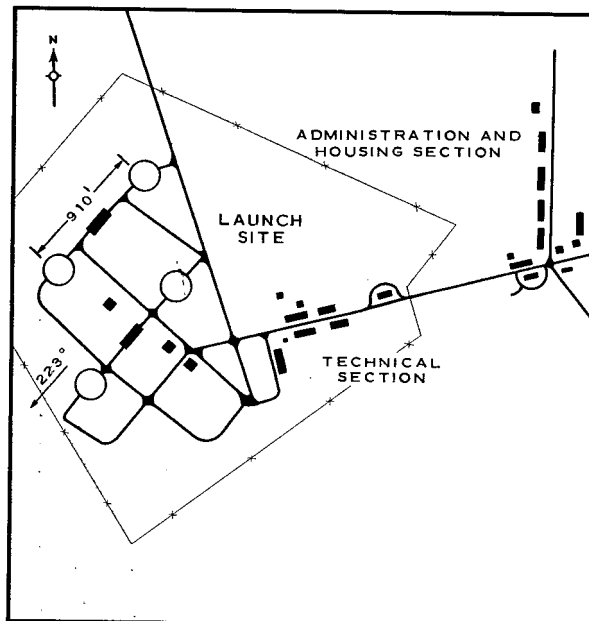 N
ADMINISTRATION AND
HOUSING SECTION
910'
LAUNCH
SITE
TECHNICAL
SECTION
223°